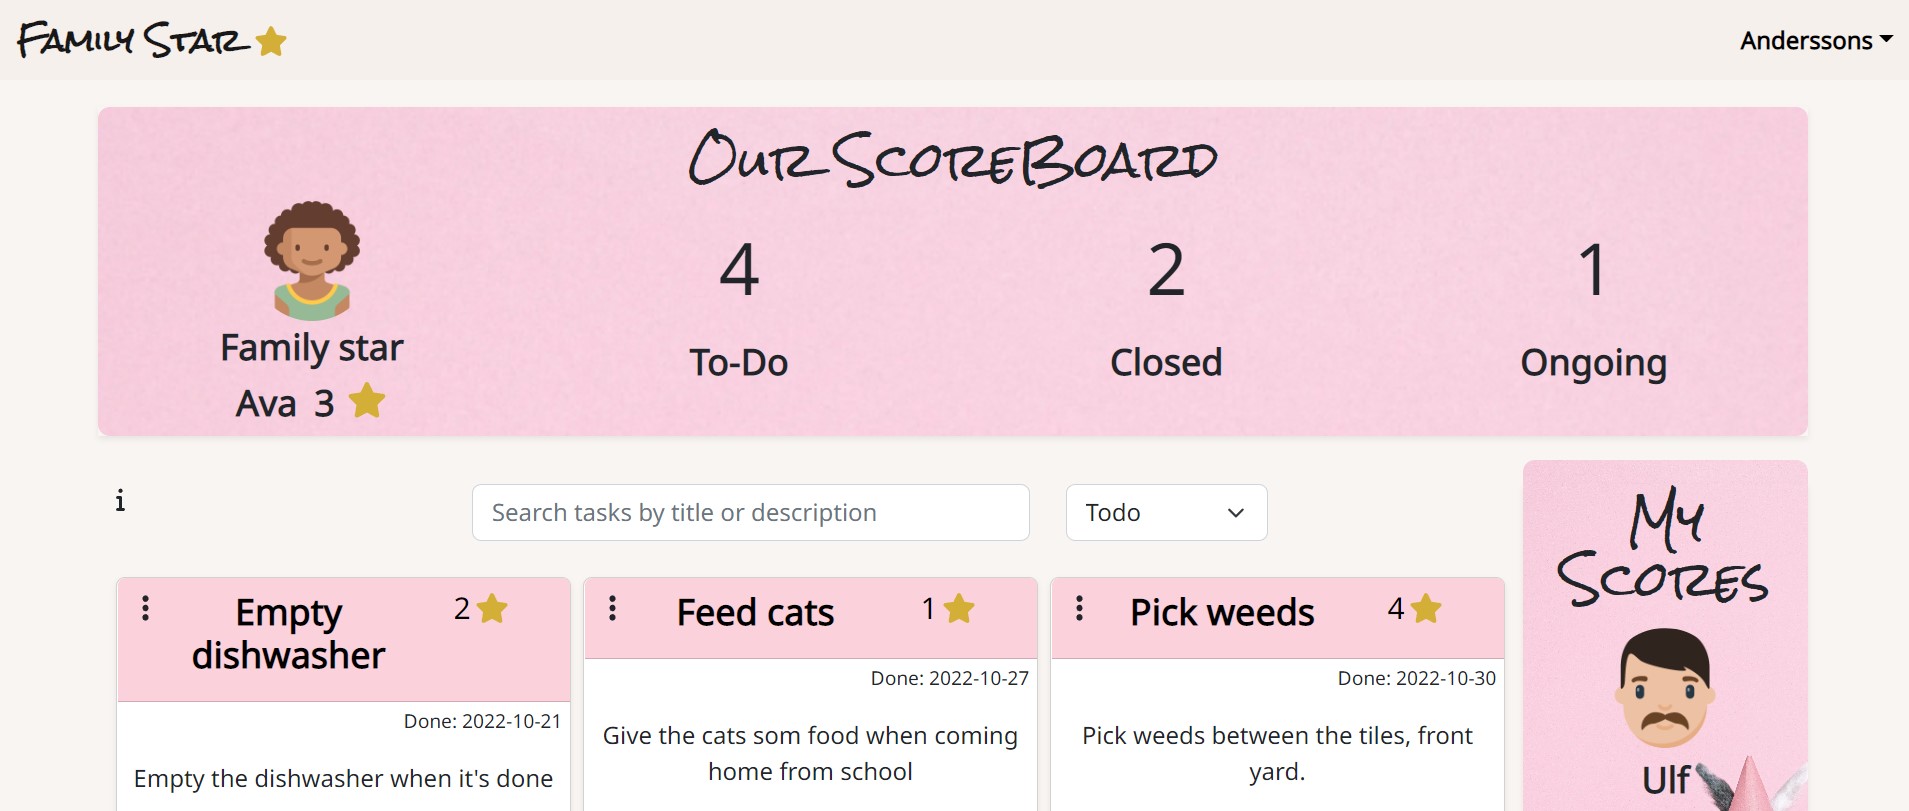 Family Star
Anderssons
Our ScoreBoard
4
2
1
Family star
To-Do
Closed
Ongoing
Ava 3
i
Search tasks by title or description
Todo
My
Scores
Empty
dishwasher
2
Done: 2022-10-21
Empty the dishwasher when it's done
Feed cats
1
Done: 2022-10-27
Give the cats som food when coming
home from school
Pick weeds
4
Done: 2022-10-30
Pick weeds between the tiles, front
yard.
Ulf